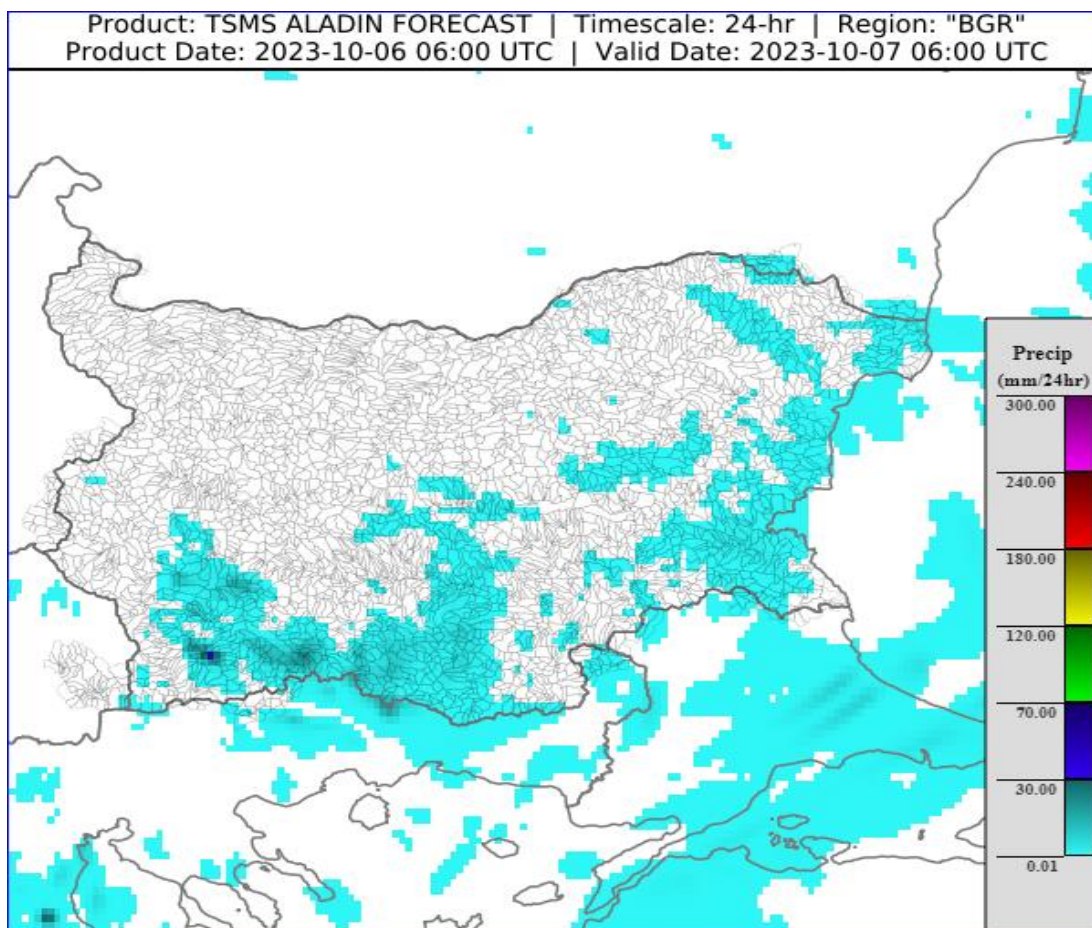 Product: TSMS ALADIN FORECAST | Timescale: 24-hr | Region: "BGR"
Product Date: 2023-10-06 06:00 UTC | Valid Date: 2023-10-07 06:00 UTC
Precip
(mm/24hr)
300.00
240.00
180.00
120.00
70.00
30.00
0.01